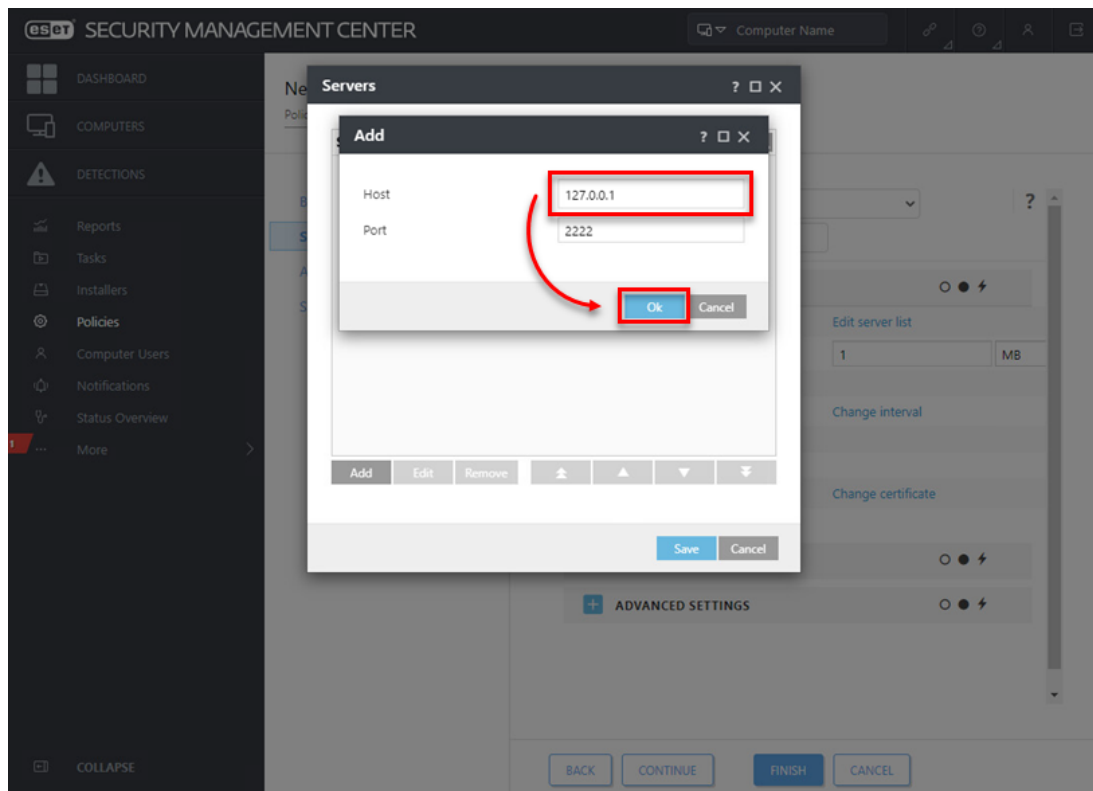 eseT SECURITY MANAGEMENT CENTER
Computer Name
DASHBOARD
COMPUTERS
DETECTIONS
Reports
Tasks
Installers
Policies
Computer Users
Notifications
Status Overview
1
More
COLLAPSE
Ne
Servers
?
Add
?
Host
127.0.0.1
Port
2222
Ok
Cancel
Add
Edit
Remove
Save
Cancel
?
Edit server list
1
MB
Change interval
Change certificate
ADVANCED SETTINGS
BACK
CONTINUE
FINISH
CANCEL